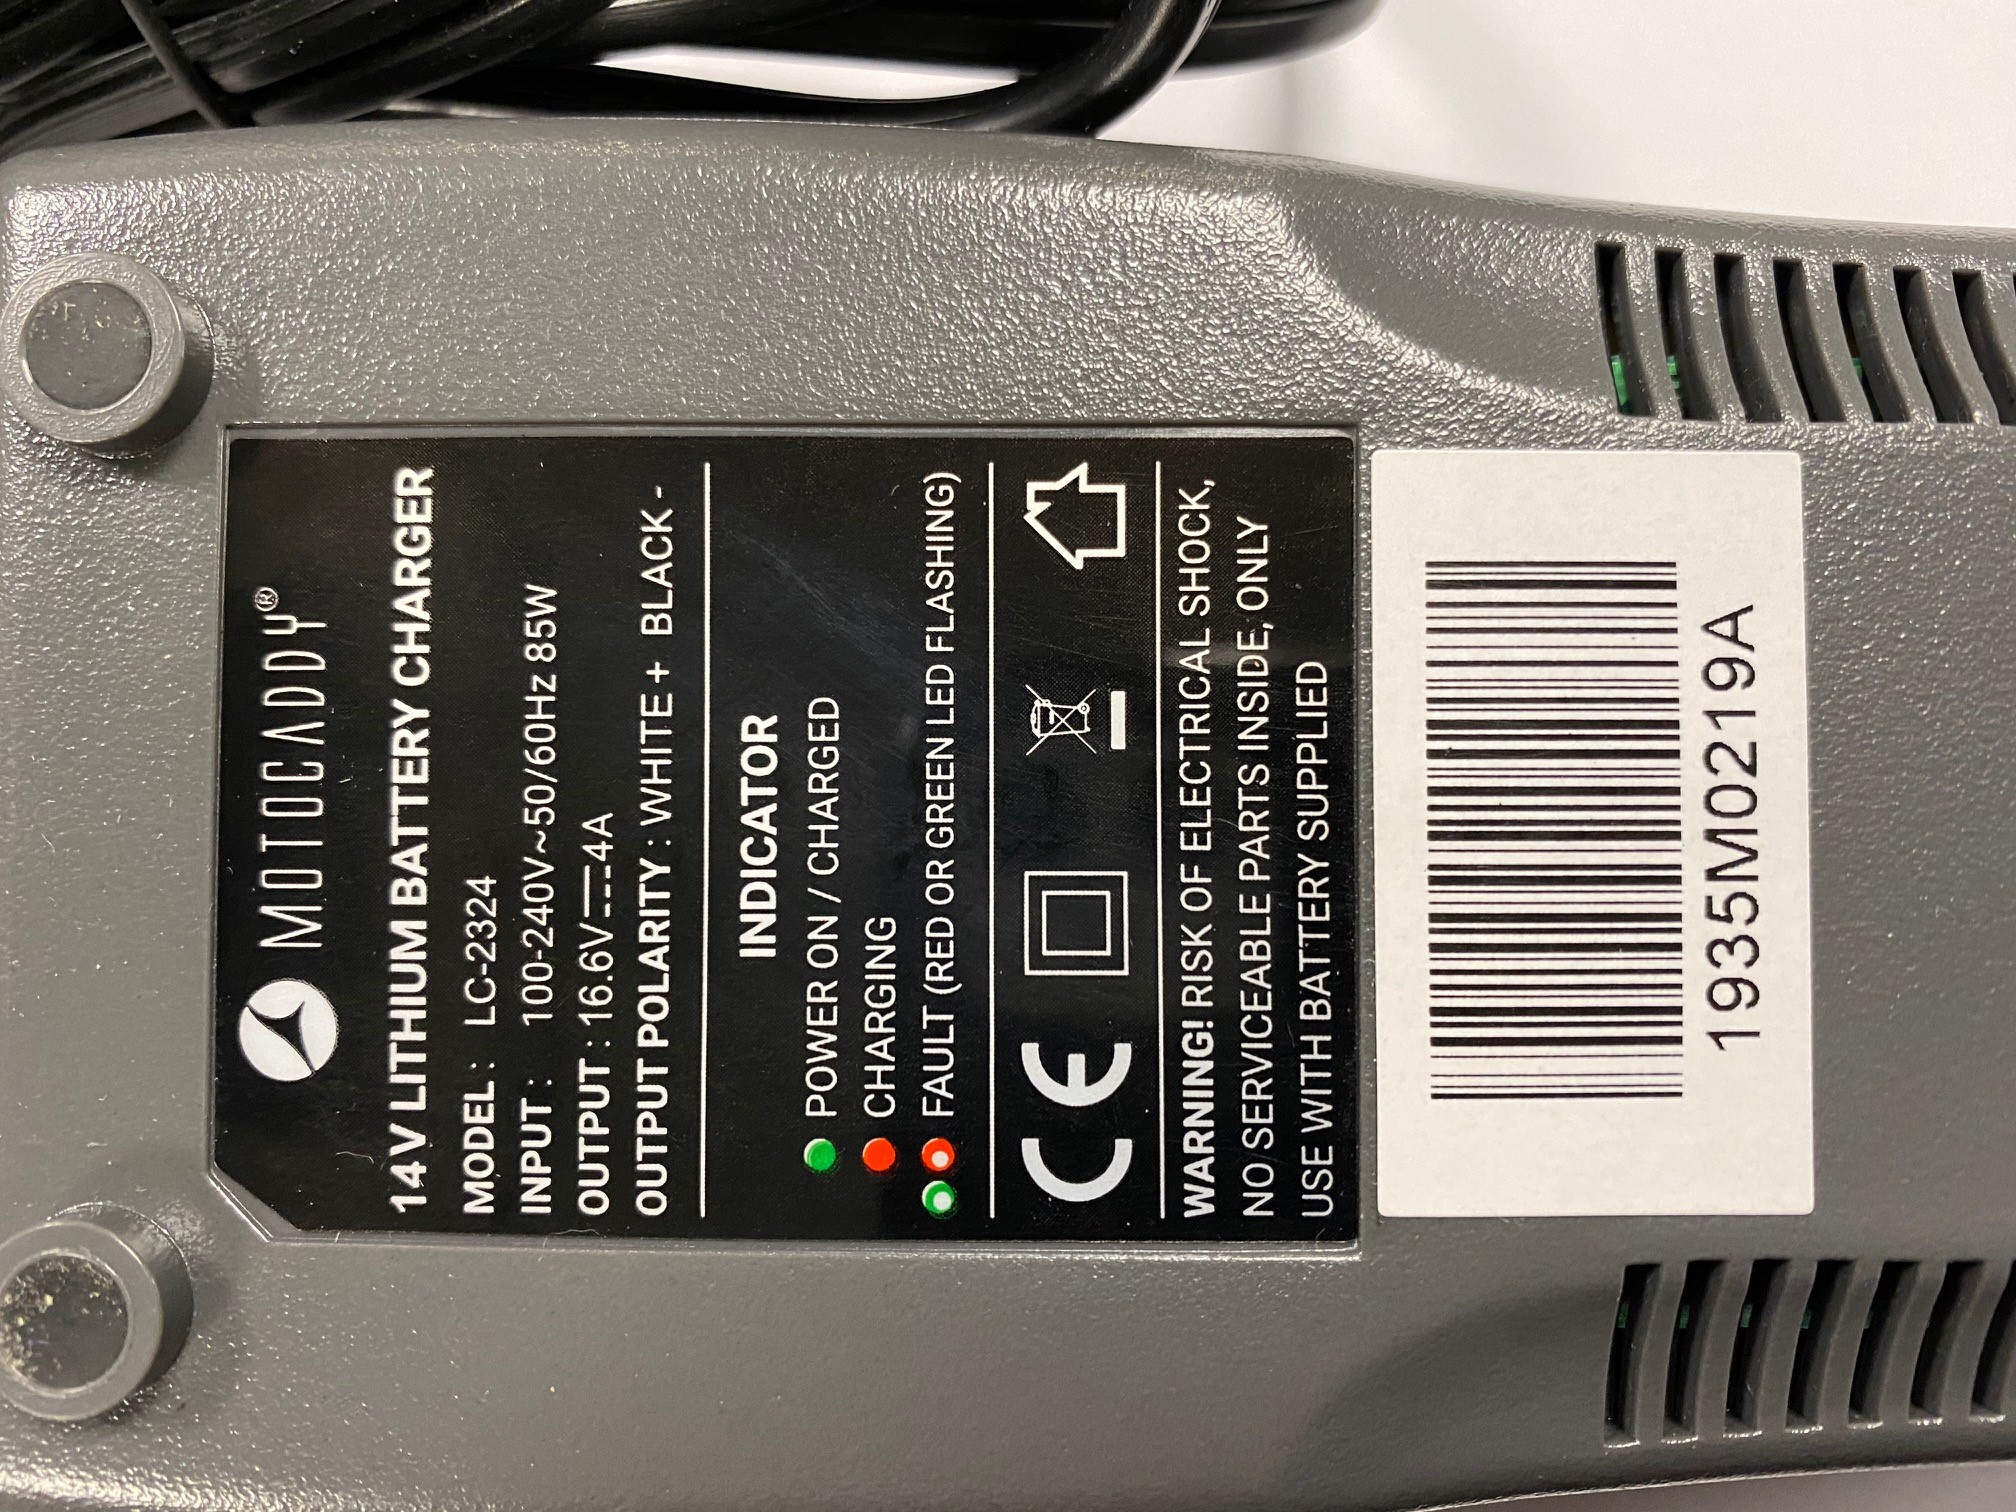 MOTOCADDY®
14V LITHIUM BATTERY CHARGER
MODEL : LC-2324
INPUT : 100-240V~50/60Hz 85W
OUTPUT : 16.6V⎓4A
OUTPUT POLARITY : WHITE + BLACK -
INDICATOR
POWER ON / CHARGED
CHARGING
FAULT (RED OR GREEN LED FLASHING)
CE
WARNING! RISK OF ELECTRICAL SHOCK,
NO SERVICEABLE PARTS INSIDE, ONLY
USE WITH BATTERY SUPPLIED
1935M0219A